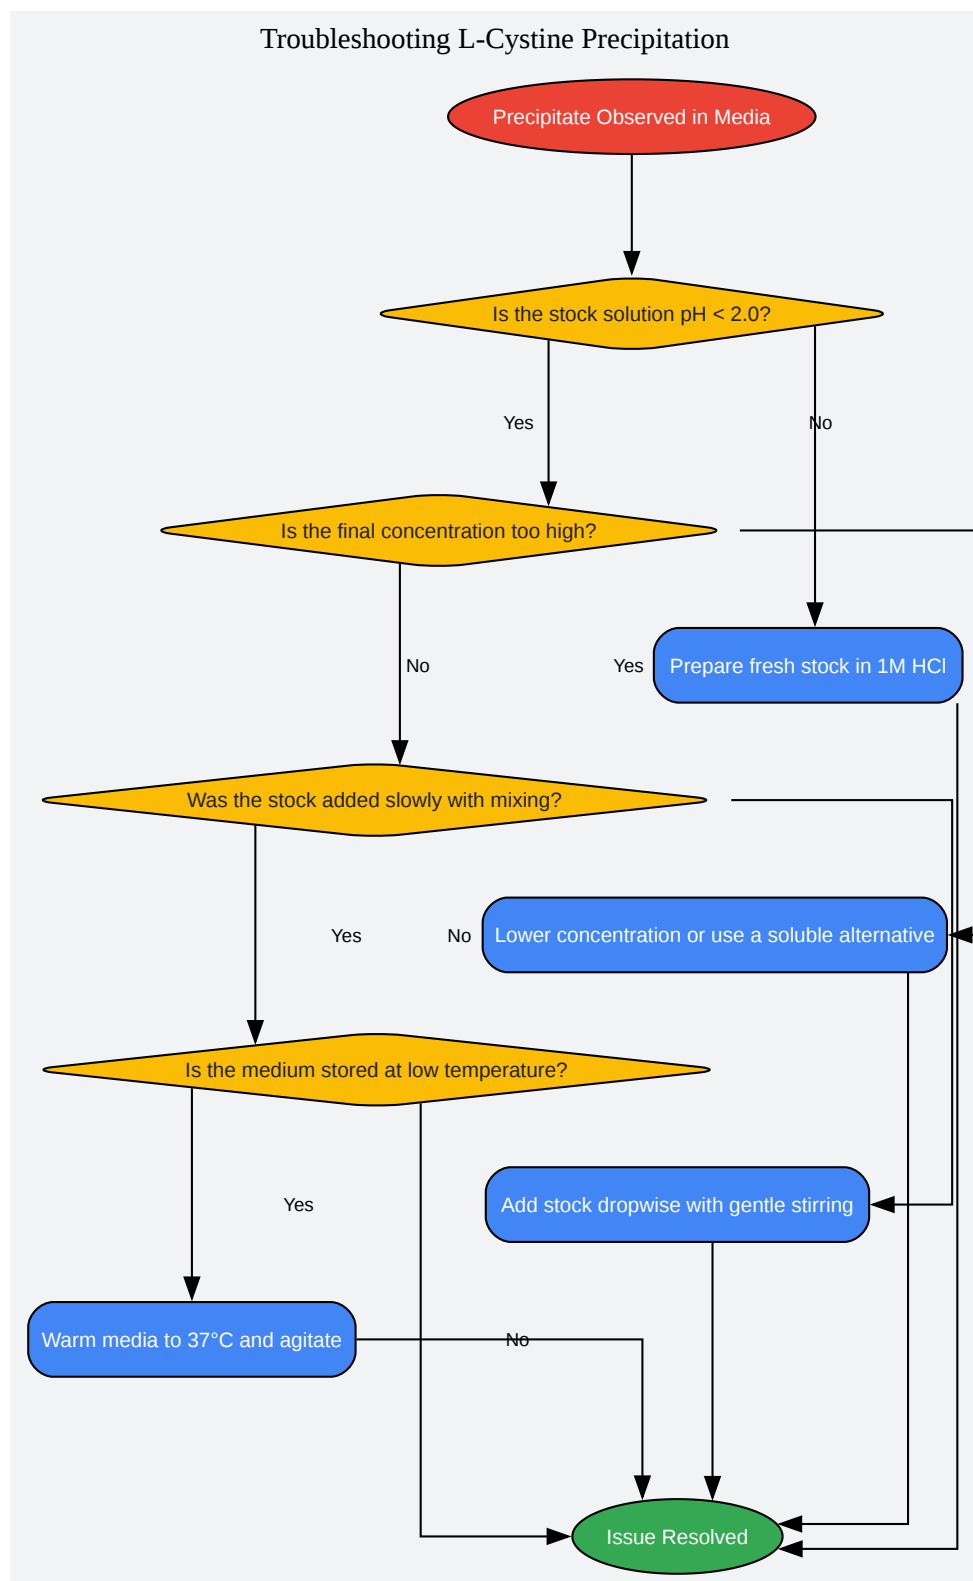 Troubleshooting L-Cystine Precipitation
Precipitate Observed in Media
Is the stock solution pH < 2.0?
Yes
No
Is the final concentration too high?
No
Yes
Prepare fresh stock in 1M HCl
Was the stock added slowly with mixing?
Yes
No
Lower concentration or use a soluble alternative
Is the medium stored at low temperature?
Yes
Add stock dropwise with gentle stirring
Warm media to 37°C and agitate
No
Issue Resolved